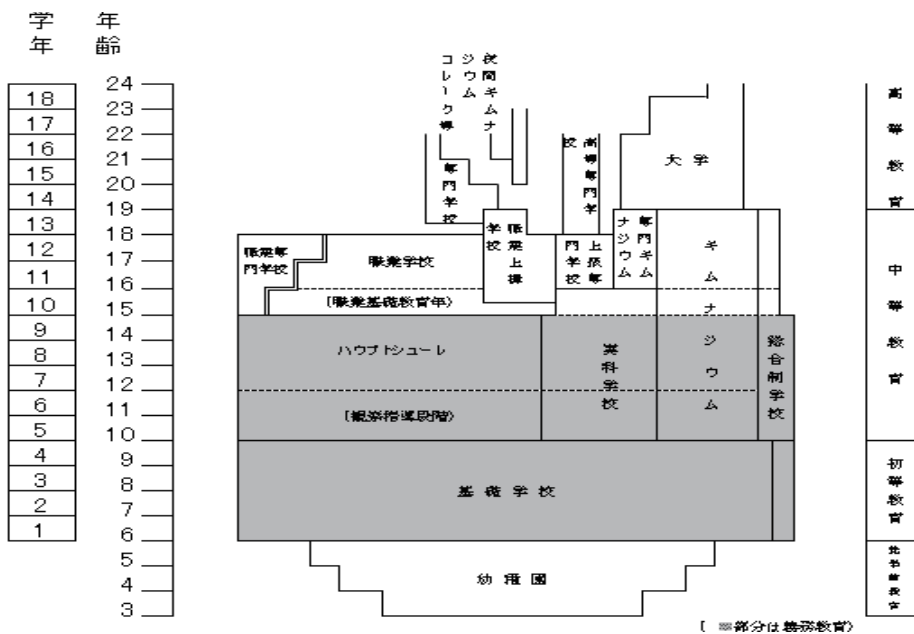 学年
年齢
18
17
16
15
14
13
12
11
10
9
8
7
6
5
4
3
2
1
24
23
22
21
20
19
18
17
16
15
14
13
12
11
10
9
8
7
6
5
4
3
夜間ギムナジウム
コレーク
専門学校
高等専門学校
大学
職業専門学校
職業学校
(職業基礎教育年)
職業上構学校
上級専門学校
専門ギムナジウム
ギムナジウム
ハウプトシューレ
(観察指導段階)
実科学校
総合制学校
基礎学校
幼稚園
高等教育
中等教育
初等教育
就学前教育
部分は義務教育)